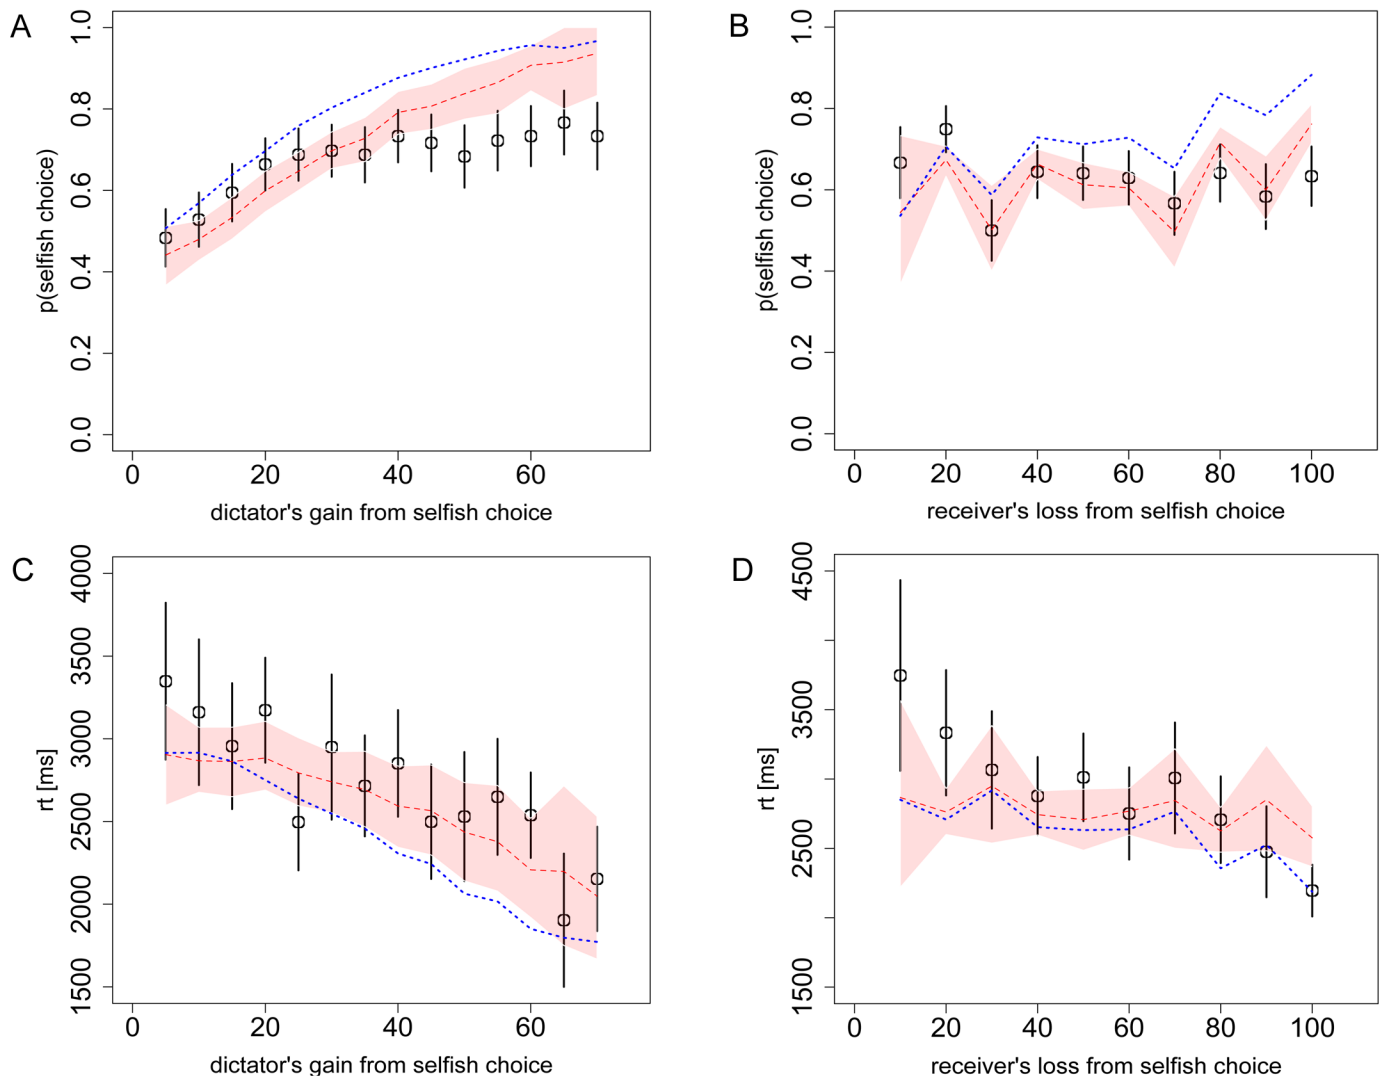 A
p(selfish choice)
1.0
0.8
0.6
0.4
0.2
0.0
0 20 40 60
dictator's gain from selfish choice
B
p(selfish choice)
1.0
0.8
0.6
0.4
0.2
0.0
0 20 40 60 80 100
receiver's loss from selfish choice
C
rt [ms]
4000
3500
3000
2500
2000
1500
0 20 40 60
dictator's gain from selfish choice
D
rt [ms]
4500
3500
2500
1500
0 20 40 60 80 100
receiver's loss from selfish choice